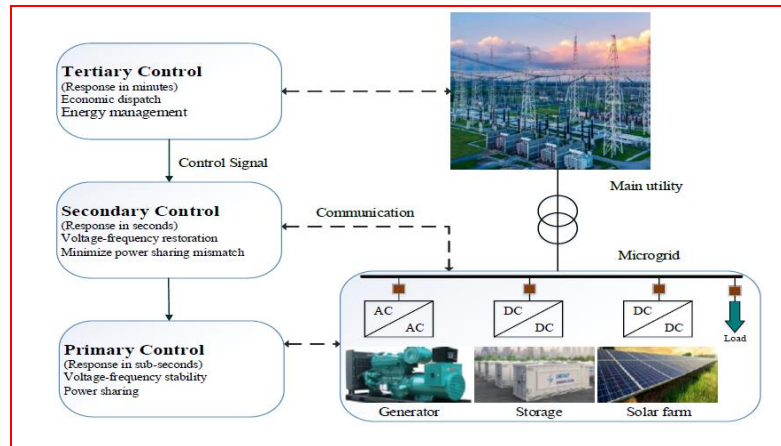 Tertiary Control
(Response in minutes)
Economic dispatch
Energy management
Control Signal
Main utility
Secondary Control
(Response in seconds)
Voltage-frequency restoration
Minimize power sharing mismatch
Communication
Microgrid
AC
AC
DC
DC
DC
DC
Load
Primary Control
(Response in sub-seconds)
Voltage-frequency stability
Power sharing
Generator
Storage
Solar farm